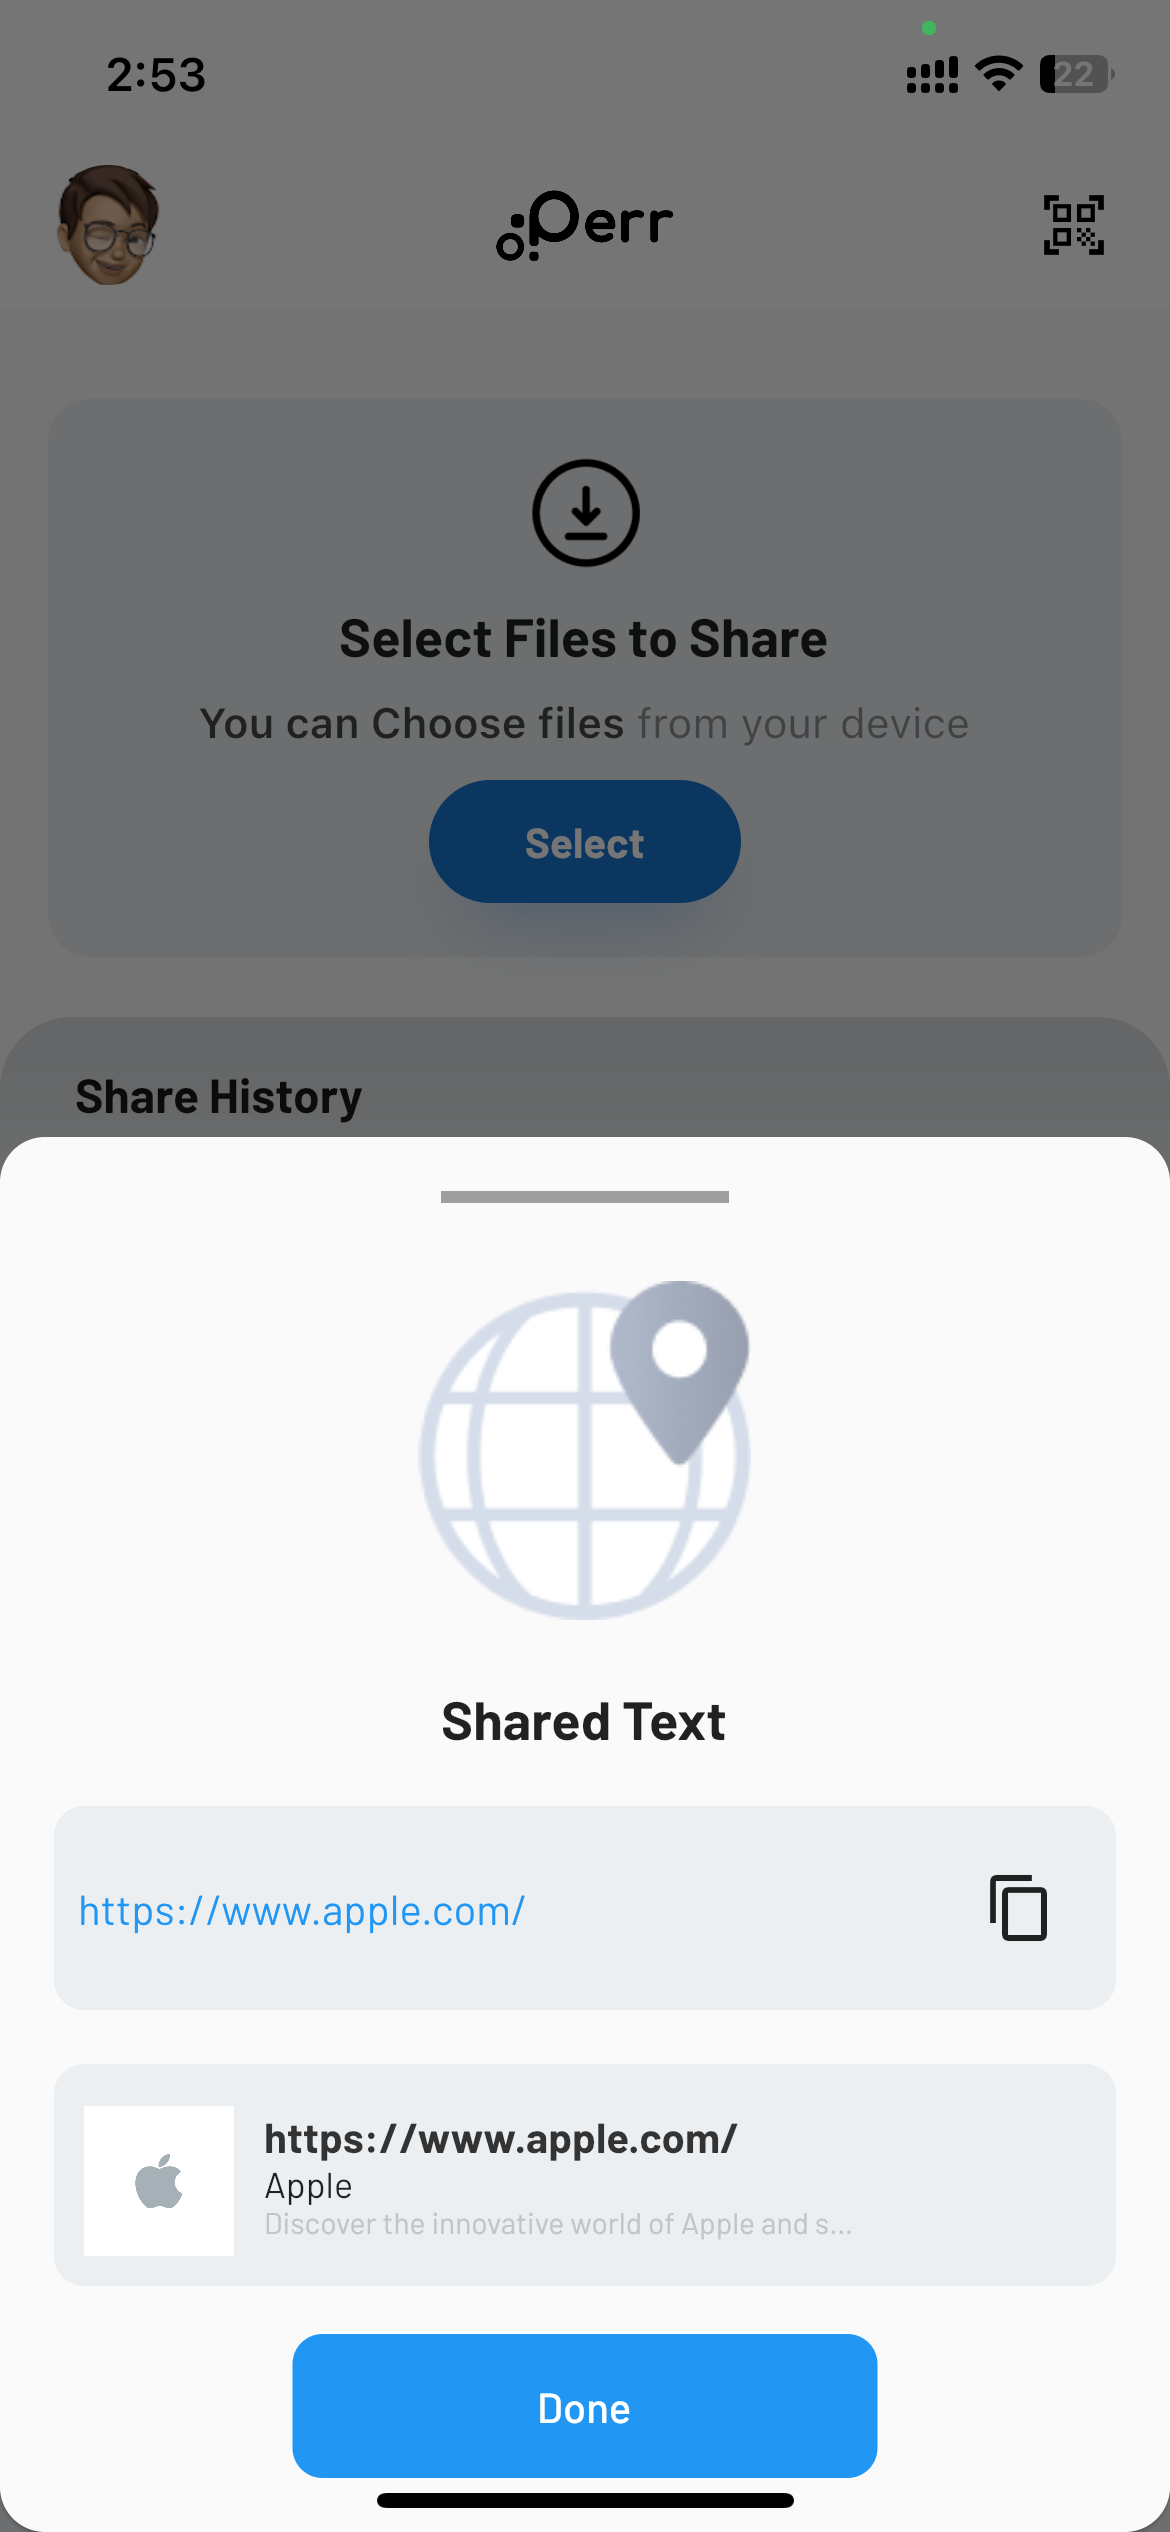 2:53
22
Perr
Select Files to Share
You can Choose files from your device
Select
Share History
Shared Text
https://www.apple.com/
https://www.apple.com/
Apple
Discover the innovative world of Apple and s...
Done